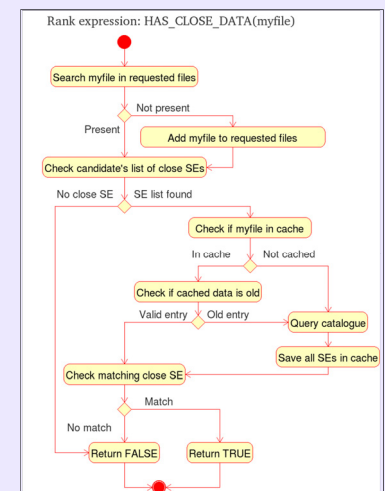 Rank expression: HAS_CLOSE_DATA(myfile)
Search myfile in requested files
Not present
Present
Add myfile to requested files
Check candidate's list of close SEs
No close SE
SE list found
Check if myfile in cache
In cache
Not cached
Check if cached data is old
Valid entry
Old entry
Query catalogue
Save all SEs in cache
Check matching close SE
Match
No match
Return FALSE
Return TRUE